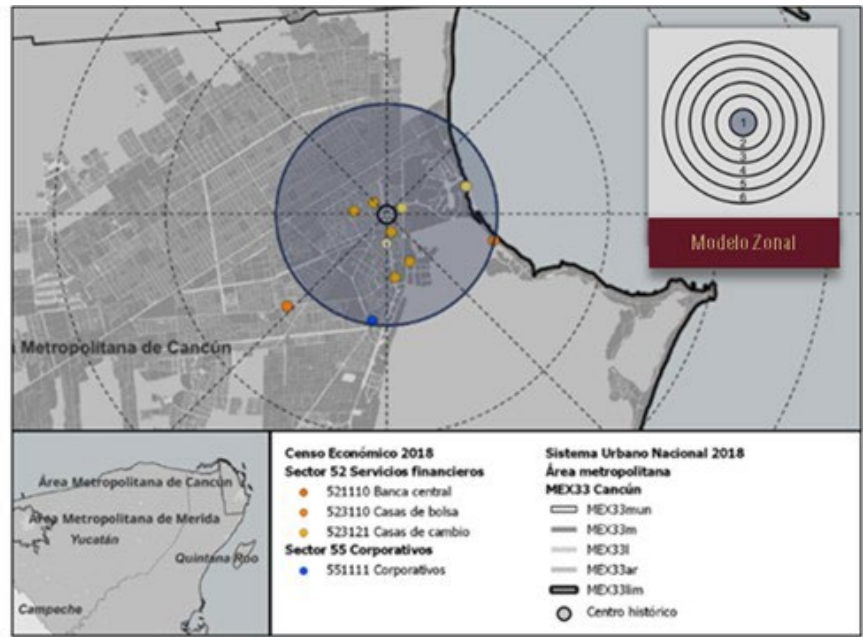 1
2
3
4
5
6
Modelo Zonal
a Metropolitana de Cancún
Área Metropolitana de Cancún
Área Metropolitana de Merida
Yucatán
Quintana Roo
Campeche
Censo Económico 2018
Sector 52 Servicios financieros
521110 Banca central
523110 Casas de bolsa
523121 Casas de cambio
Sector 55 Corporativos
551111 Corporativos
Sistema Urbano Nacional 2018
Área metropolitana
MEX33 Cancún
MEX33mun
MEX33m
MEX33l
MEX33ar
MEX33lim
Centro histórico